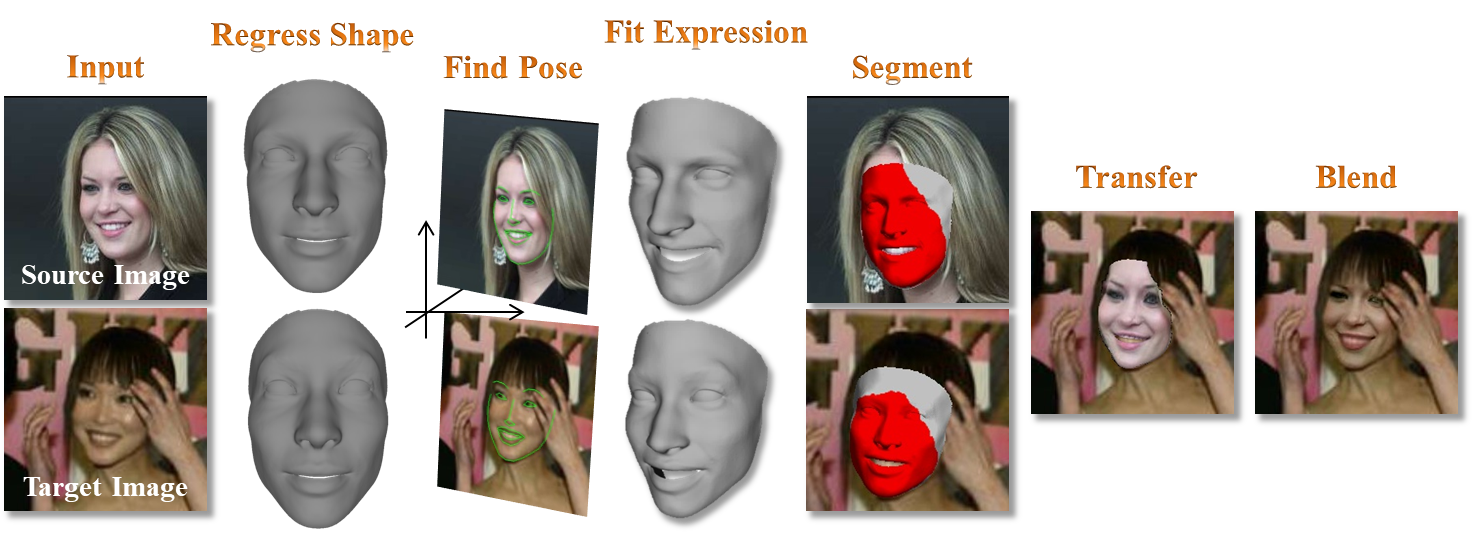 Input
Regress Shape
Find Pose
Fit Expression
Segment
Transfer
Blend
Source Image
Target Image